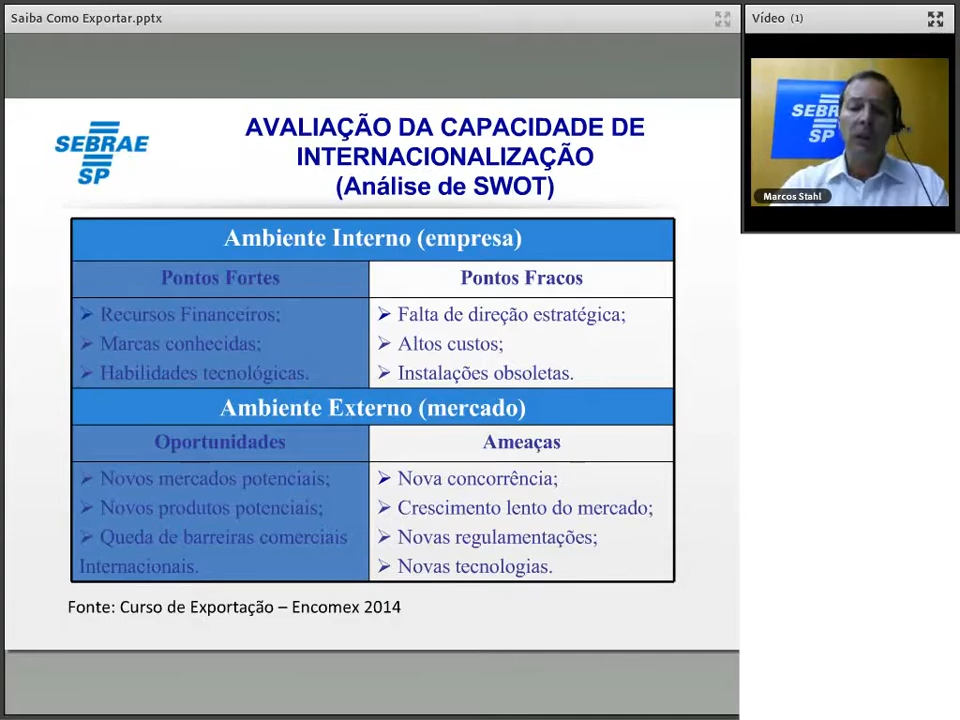 Saiba Como Exportar.pptx
Vídeo (1)
SEBRAE
SP
Marcos Stahl
SEBRAE
SP
AVALIAÇÃO DA CAPACIDADE DE
INTERNACIONALIZAÇÃO
(Análise de SWOT)
Ambiente Interno (empresa)
Pontos Fortes
Pontos Fracos
➢ Recursos Financeiros;
➢ Marcas conhecidas;
➢ Habilidades tecnológicas.
➢ Falta de direção estratégica;
➢ Altos custos;
➢ Instalações obsoletas.
Ambiente Externo (mercado)
Oportunidades
Ameaças
➢ Novos mercados potenciais;
➢ Novos produtos potenciais;
➢ Queda de barreiras comerciais
Internacionais.
➢ Nova concorrência;
➢ Crescimento lento do mercado;
➢ Novas regulamentações;
➢ Novas tecnologias.
Fonte: Curso de Exportação – Encomex 2014